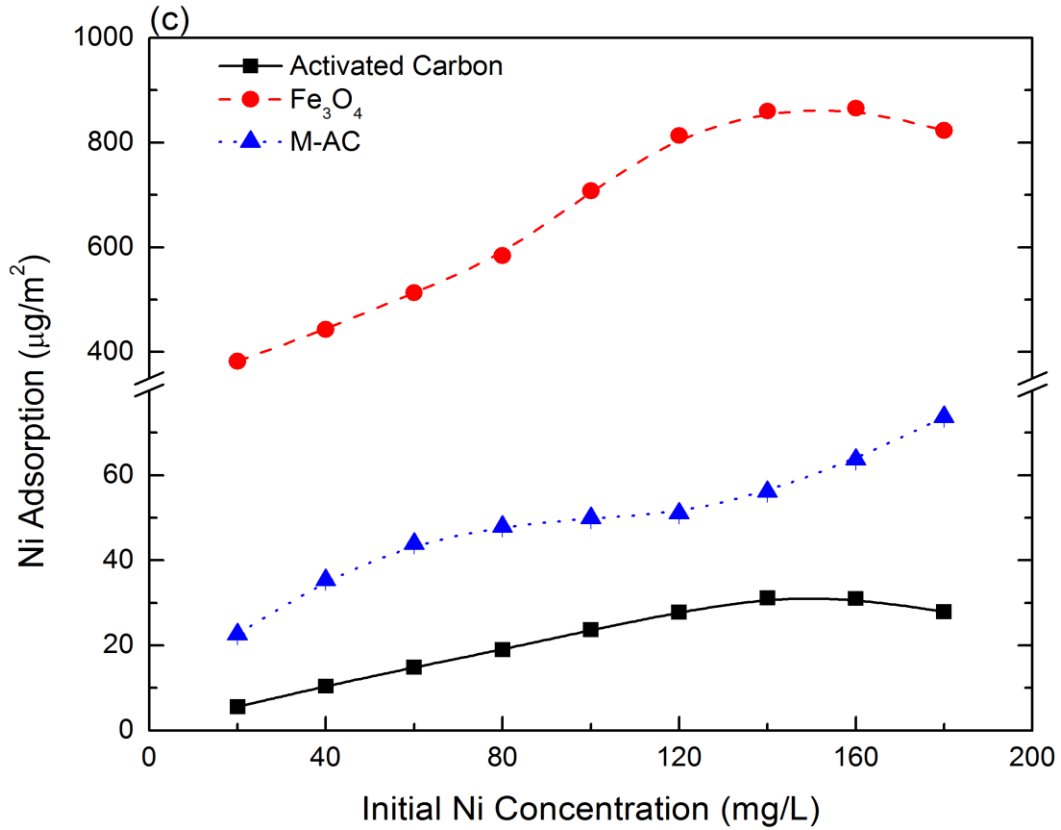 (c)
1000
800
600
400
60
40
20
0
Activated Carbon
Fe₃O₄
M-AC
Ni Adsorption (μg/m²)
0 40 80 120 160 200
Initial Ni Concentration (mg/L)